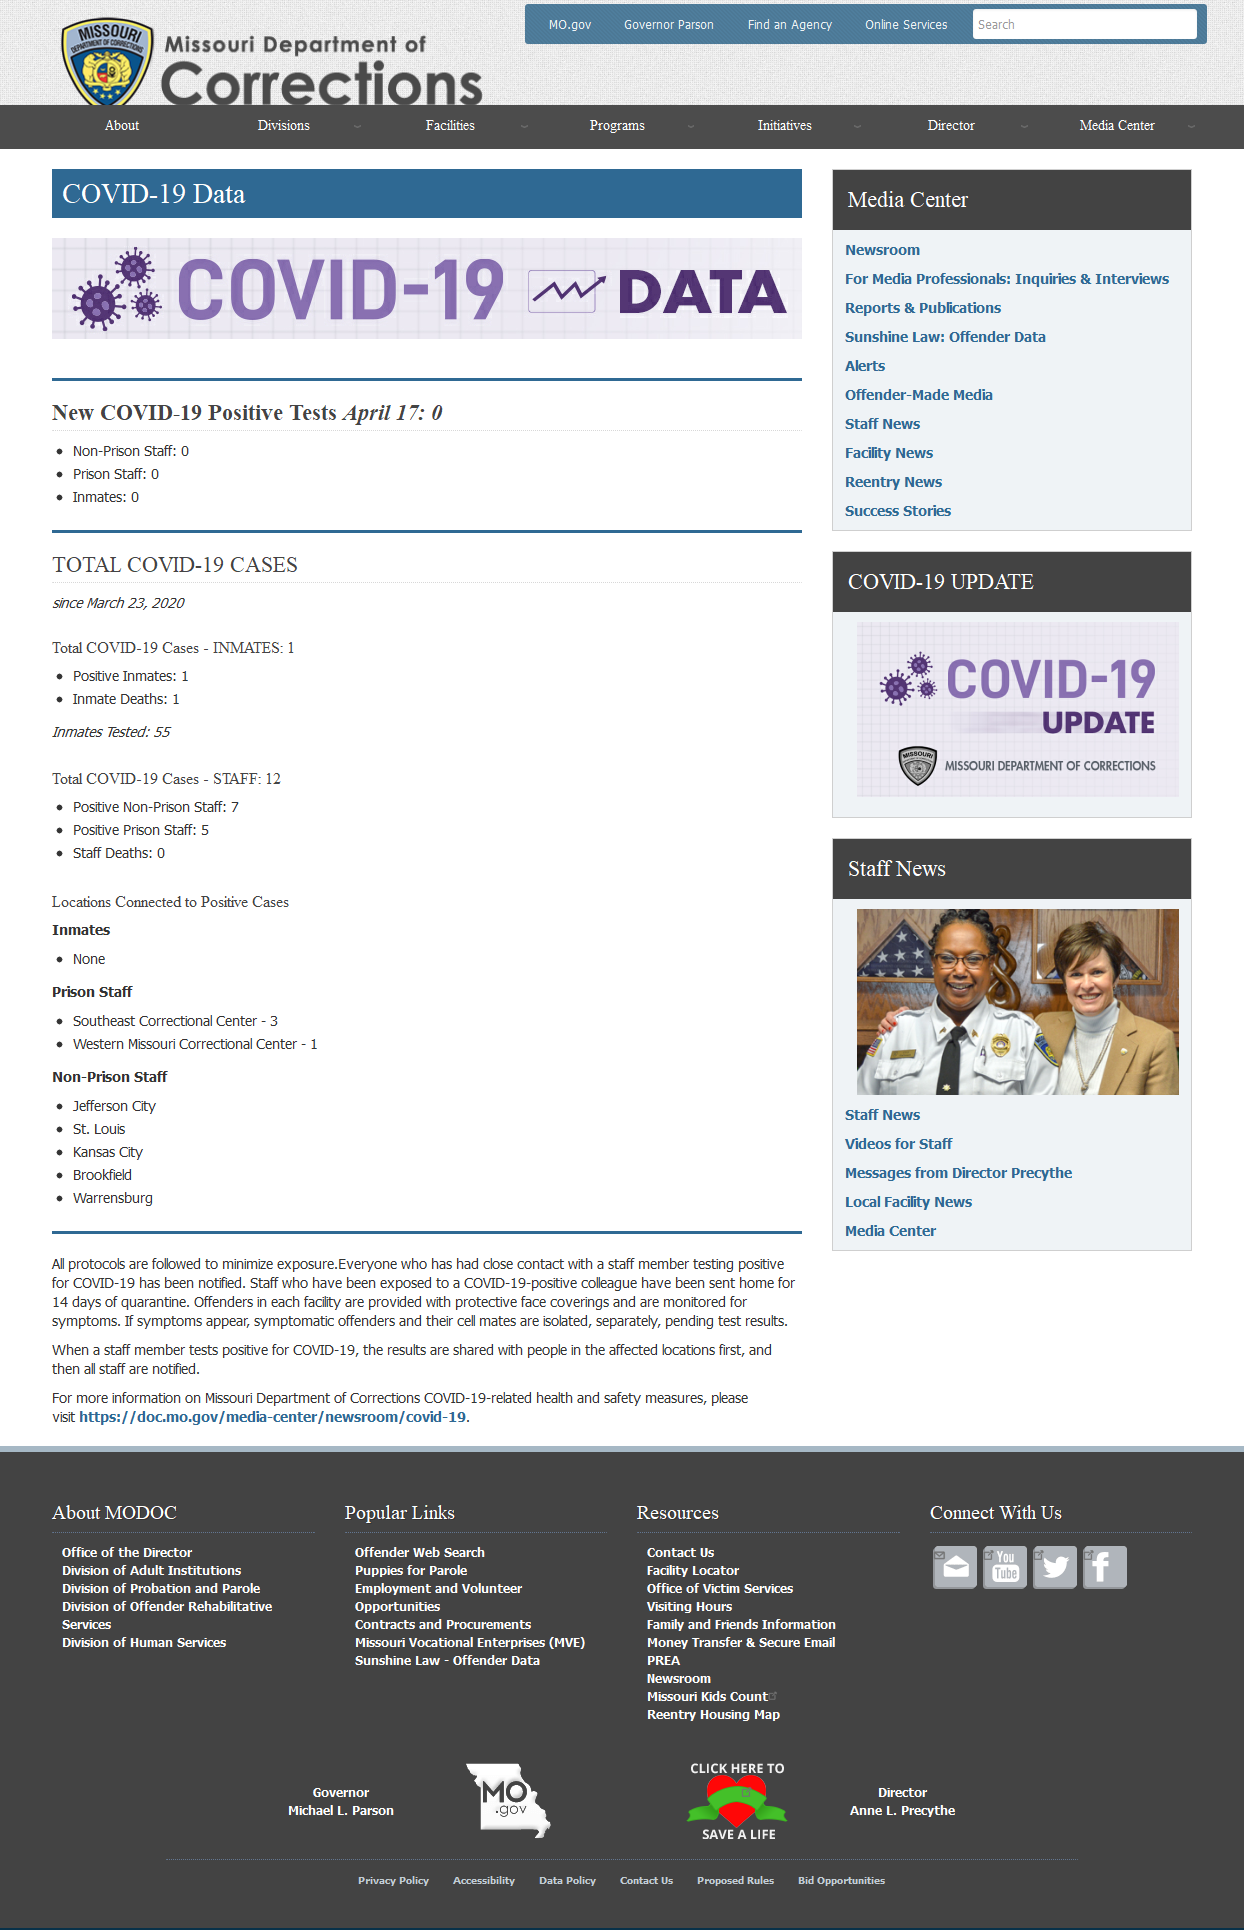 MISSOURI
DEPARTMENT OF CORRECTIONS
Missouri Department of
Corrections
MO.gov Governor Parson Find an Agency Online Services Search
About Divisions Facilities Programs Initiatives Director Media Center
COVID-19 Data
COVID-19 DATA
New COVID-19 Positive Tests April 17: 0
Non-Prison Staff: 0
Prison Staff: 0
Inmates: 0
TOTAL COVID-19 CASES
since March 23, 2020
Total COVID-19 Cases - INMATES: 1
Positive Inmates: 1
Inmate Deaths: 1
Inmates Tested: 55
Total COVID-19 Cases - STAFF: 12
Positive Non-Prison Staff: 7
Positive Prison Staff: 5
Staff Deaths: 0
Locations Connected to Positive Cases
Inmates
None
Prison Staff
Southeast Correctional Center - 3
Western Missouri Correctional Center - 1
Non-Prison Staff
Jefferson City
St. Louis
Kansas City
Brookfield
Warrensburg
All protocols are followed to minimize exposure.Everyone who has had close contact with a staff member testing positive
for COVID-19 has been notified. Staff who have been exposed to a COVID-19-positive colleague have been sent home for
14 days of quarantine. Offenders in each facility are provided with protective face coverings and are monitored for
symptoms. If symptoms appear, symptomatic offenders and their cell mates are isolated, separately, pending test results.
When a staff member tests positive for COVID-19, the results are shared with people in the affected locations first, and
then all staff are notified.
For more information on Missouri Department of Corrections COVID-19-related health and safety measures, please
visit https://doc.mo.gov/media-center/newsroom/covid-19.
Media Center
Newsroom
For Media Professionals: Inquiries & Interviews
Reports & Publications
Sunshine Law: Offender Data
Alerts
Offender-Made Media
Staff News
Facility News
Reentry News
Success Stories
COVID-19 UPDATE
COVID-19
UPDATE
MISSOURI
MISSOURI DEPARTMENT OF CORRECTIONS
Staff News
Staff News
Videos for Staff
Messages from Director Precythe
Local Facility News
Media Center
About MODOC
Office of the Director
Division of Adult Institutions
Division of Probation and Parole
Division of Offender Rehabilitative
Services
Division of Human Services
Popular Links
Offender Web Search
Puppies for Parole
Employment and Volunteer
Opportunities
Contracts and Procurements
Missouri Vocational Enterprises (MVE)
Sunshine Law - Offender Data
Resources
Contact Us
Facility Locator
Office of Victim Services
Visiting Hours
Family and Friends Information
Money Transfer & Secure Email
PREA
Newsroom
Missouri Kids Count
Reentry Housing Map
Connect With Us
You
Tube
Governor
Michael L. Parson
MO
.gov
CLICK HERE TO
SAVE A LIFE
Director
Anne L. Precythe
Privacy Policy Accessibility Data Policy Contact Us Proposed Rules Bid Opportunities